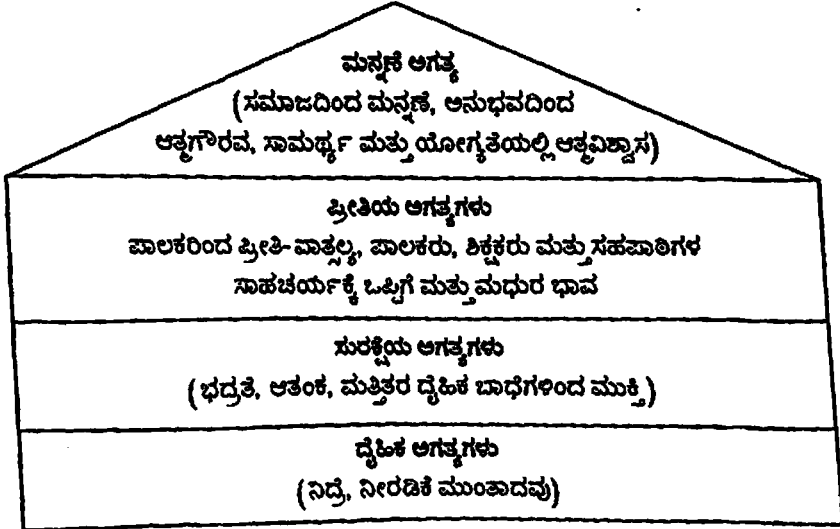 ಮನ್ನಣೆ ಅಗತ್ಯ
(ಸಮಾಜದಿಂದ ಮನ್ನಣೆ, ಅನುಭವದಿಂದ
ಆತ್ಮಗೌರವ, ಸಾಮರ್ಥ್ಯ ಮತ್ತು ಯೋಗ್ಯತೆಯಲ್ಲಿ ಆತ್ಮವಿಶ್ವಾಸ)
ಪ್ರೀತಿಯ ಅಗತ್ಯಗಳು
ಪಾಲಕರಿಂದ ಪ್ರೀತಿ-ವಾತ್ಸಲ್ಯ, ಪಾಲಕರು, ಶಿಕ್ಷಕರು ಮತ್ತು ಸಹಪಾಠಿಗಳ
ಸಾಹಚರ್ಯಕ್ಕೆ ಒಪ್ಪಿಗೆ ಮತ್ತು ಮಧುರ ಭಾವ
ಸುರಕ್ಷೆಯ ಅಗತ್ಯಗಳು
(ಭದ್ರತೆ, ಆತಂಕ, ಮತ್ತಿತರ ದೈಹಿಕ ಬಾಧೆಗಳಿಂದ ಮುಕ್ತಿ)
ದೈಹಿಕ ಅಗತ್ಯಗಳು
(ನಿದ್ರೆ, ನೀರಡಿಕೆ ಮುಂತಾದವು)